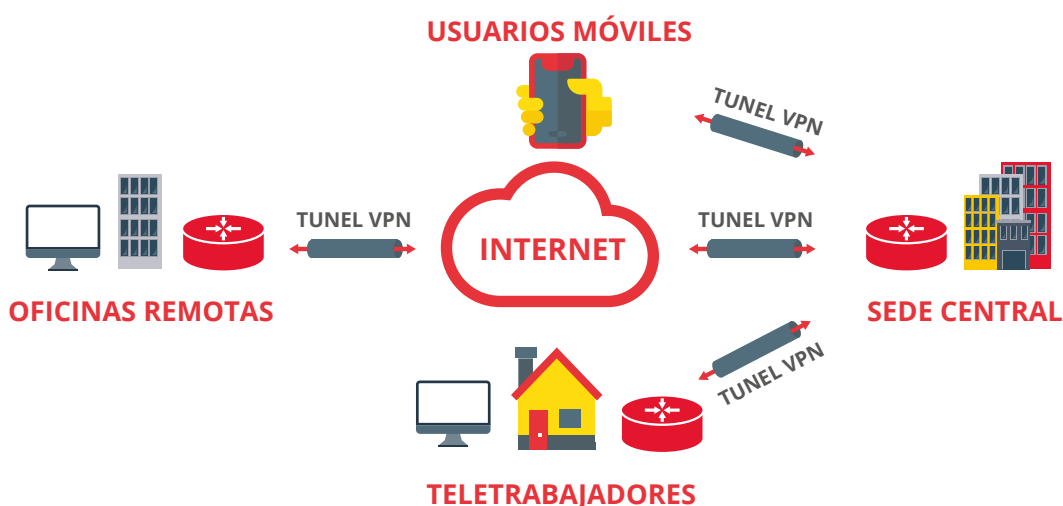 USUARIOS MÓVILES
TUNEL VPN
TUNEL VPN
INTERNET
TUNEL VPN
OFICINAS REMOTAS
SEDE CENTRAL
TUNEL VPN
TELETRABAJADORES